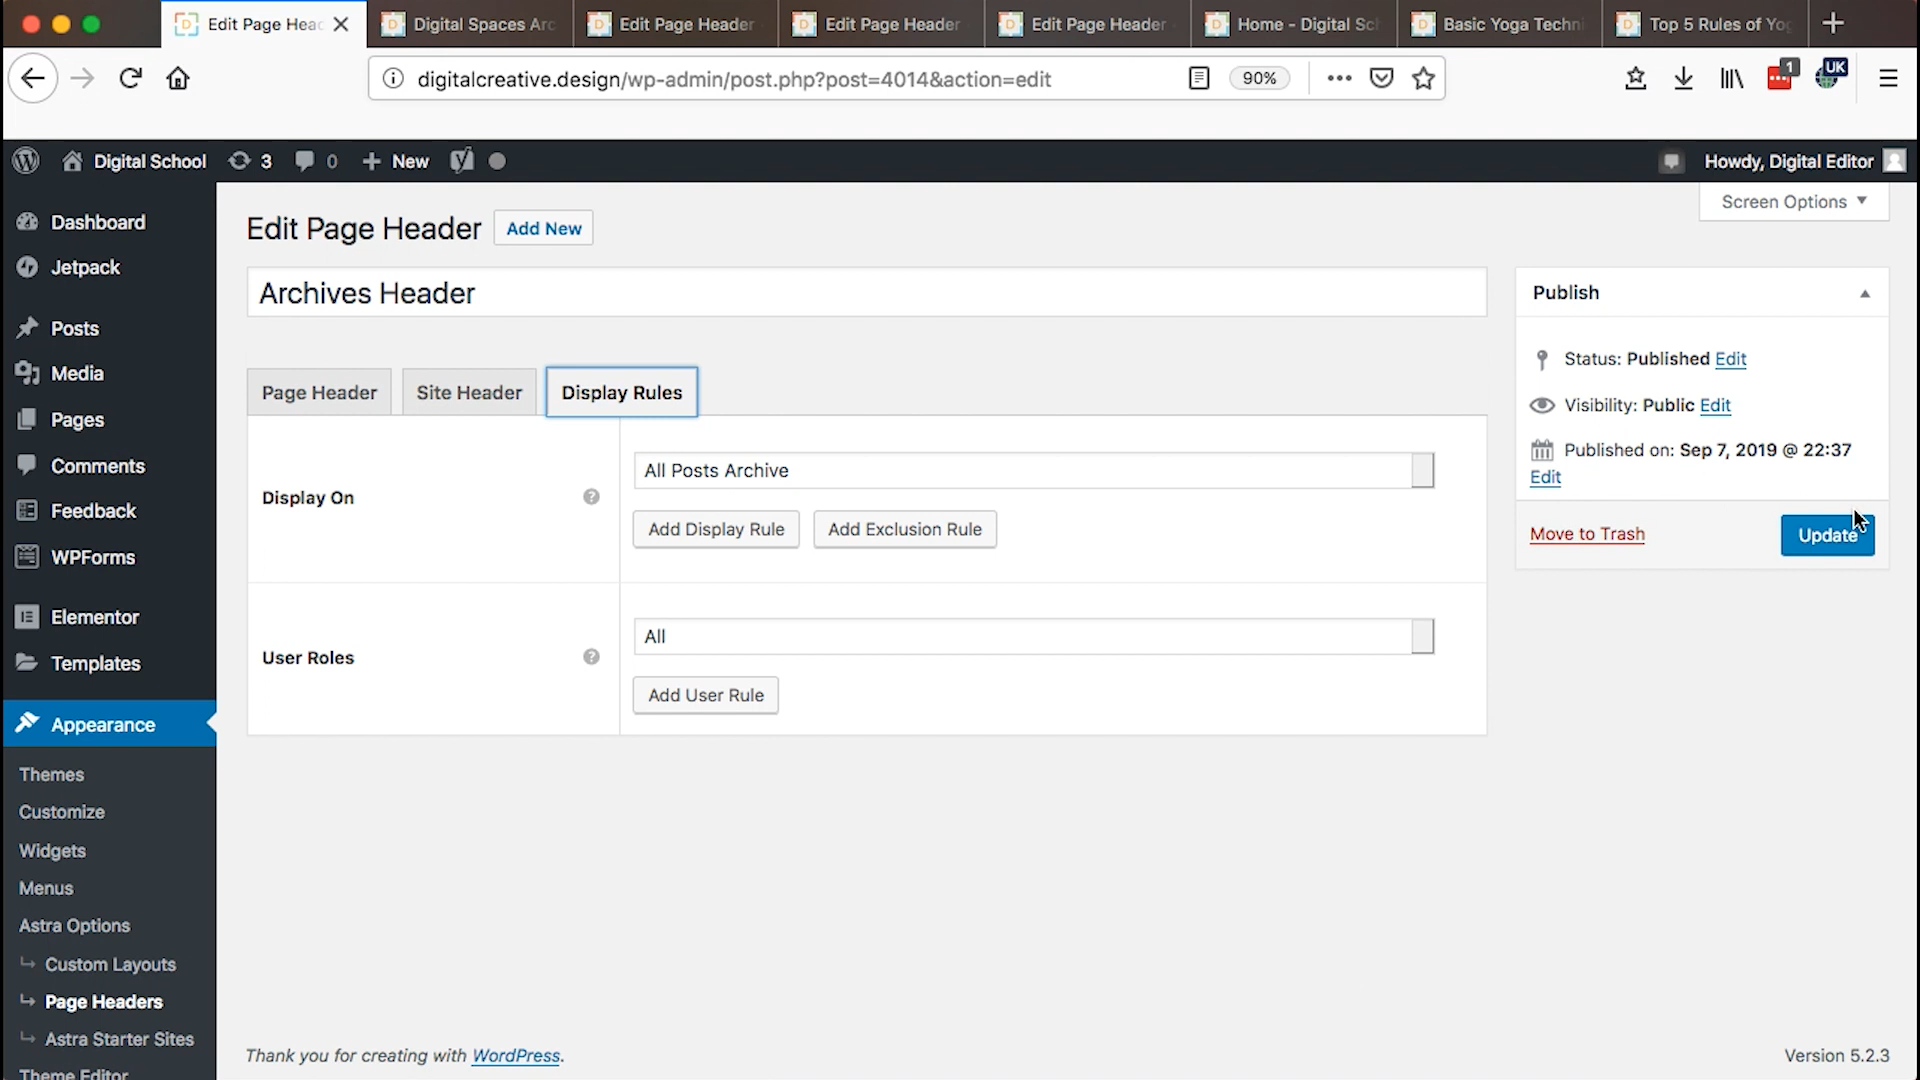 Edit Page Head
Digital Spaces Arc
Edit Page Header
Edit Page Header
Edit Page Header
Home - Digital Sch
Basic Yoga Techni
Top 5 Rules of Yog
digitalcreative.design/wp-admin/post.php?post=4014&action=edit
90%
1
UK
Digital School
3
0
New
Howdy, Digital Editor
Screen Options
Dashboard
Jetpack
Posts
Media
Pages
Comments
Feedback
WPForms
Elementor
Templates
Appearance
Themes
Customize
Widgets
Menus
Astra Options
Custom Layouts
Page Headers
Astra Starter Sites
Theme Editor
Edit Page Header
Add New
Archives Header
Page Header
Site Header
Display Rules
Display On
?
All Posts Archive
Add Display Rule
Add Exclusion Rule
User Roles
?
All
Add User Rule
Publish
Status: Published Edit
Visibility: Public Edit
Published on: Sep 7, 2019 @ 22:37
Edit
Move to Trash
Update
Thank you for creating with WordPress.
Version 5.2.3